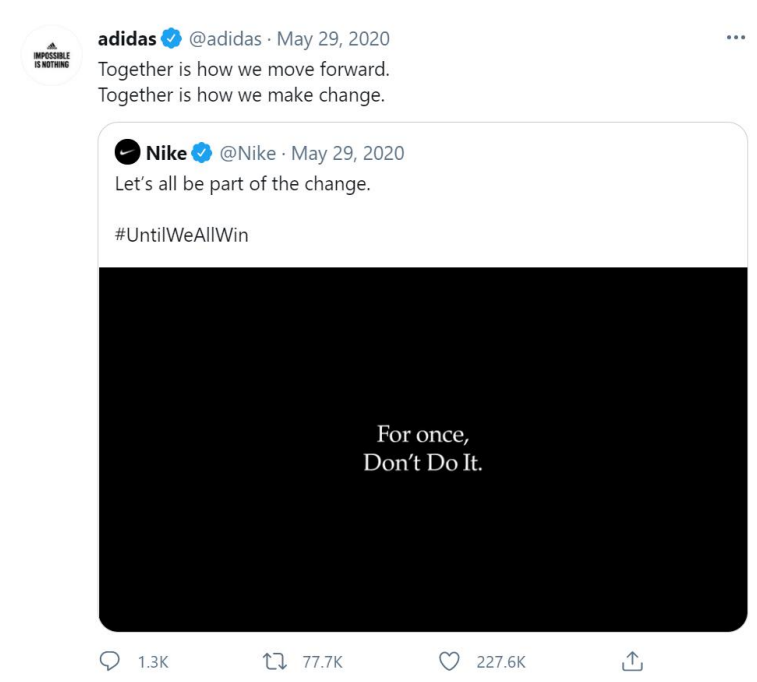 IMPOSSIBLE
IS NOTHING
adidas @adidas · May 29, 2020
Together is how we move forward.
Together is how we make change.
Nike @Nike · May 29, 2020
Let's all be part of the change.
#UntilWeAllWin
For once,
Don't Do It.
1.3K 77.7K 227.6K